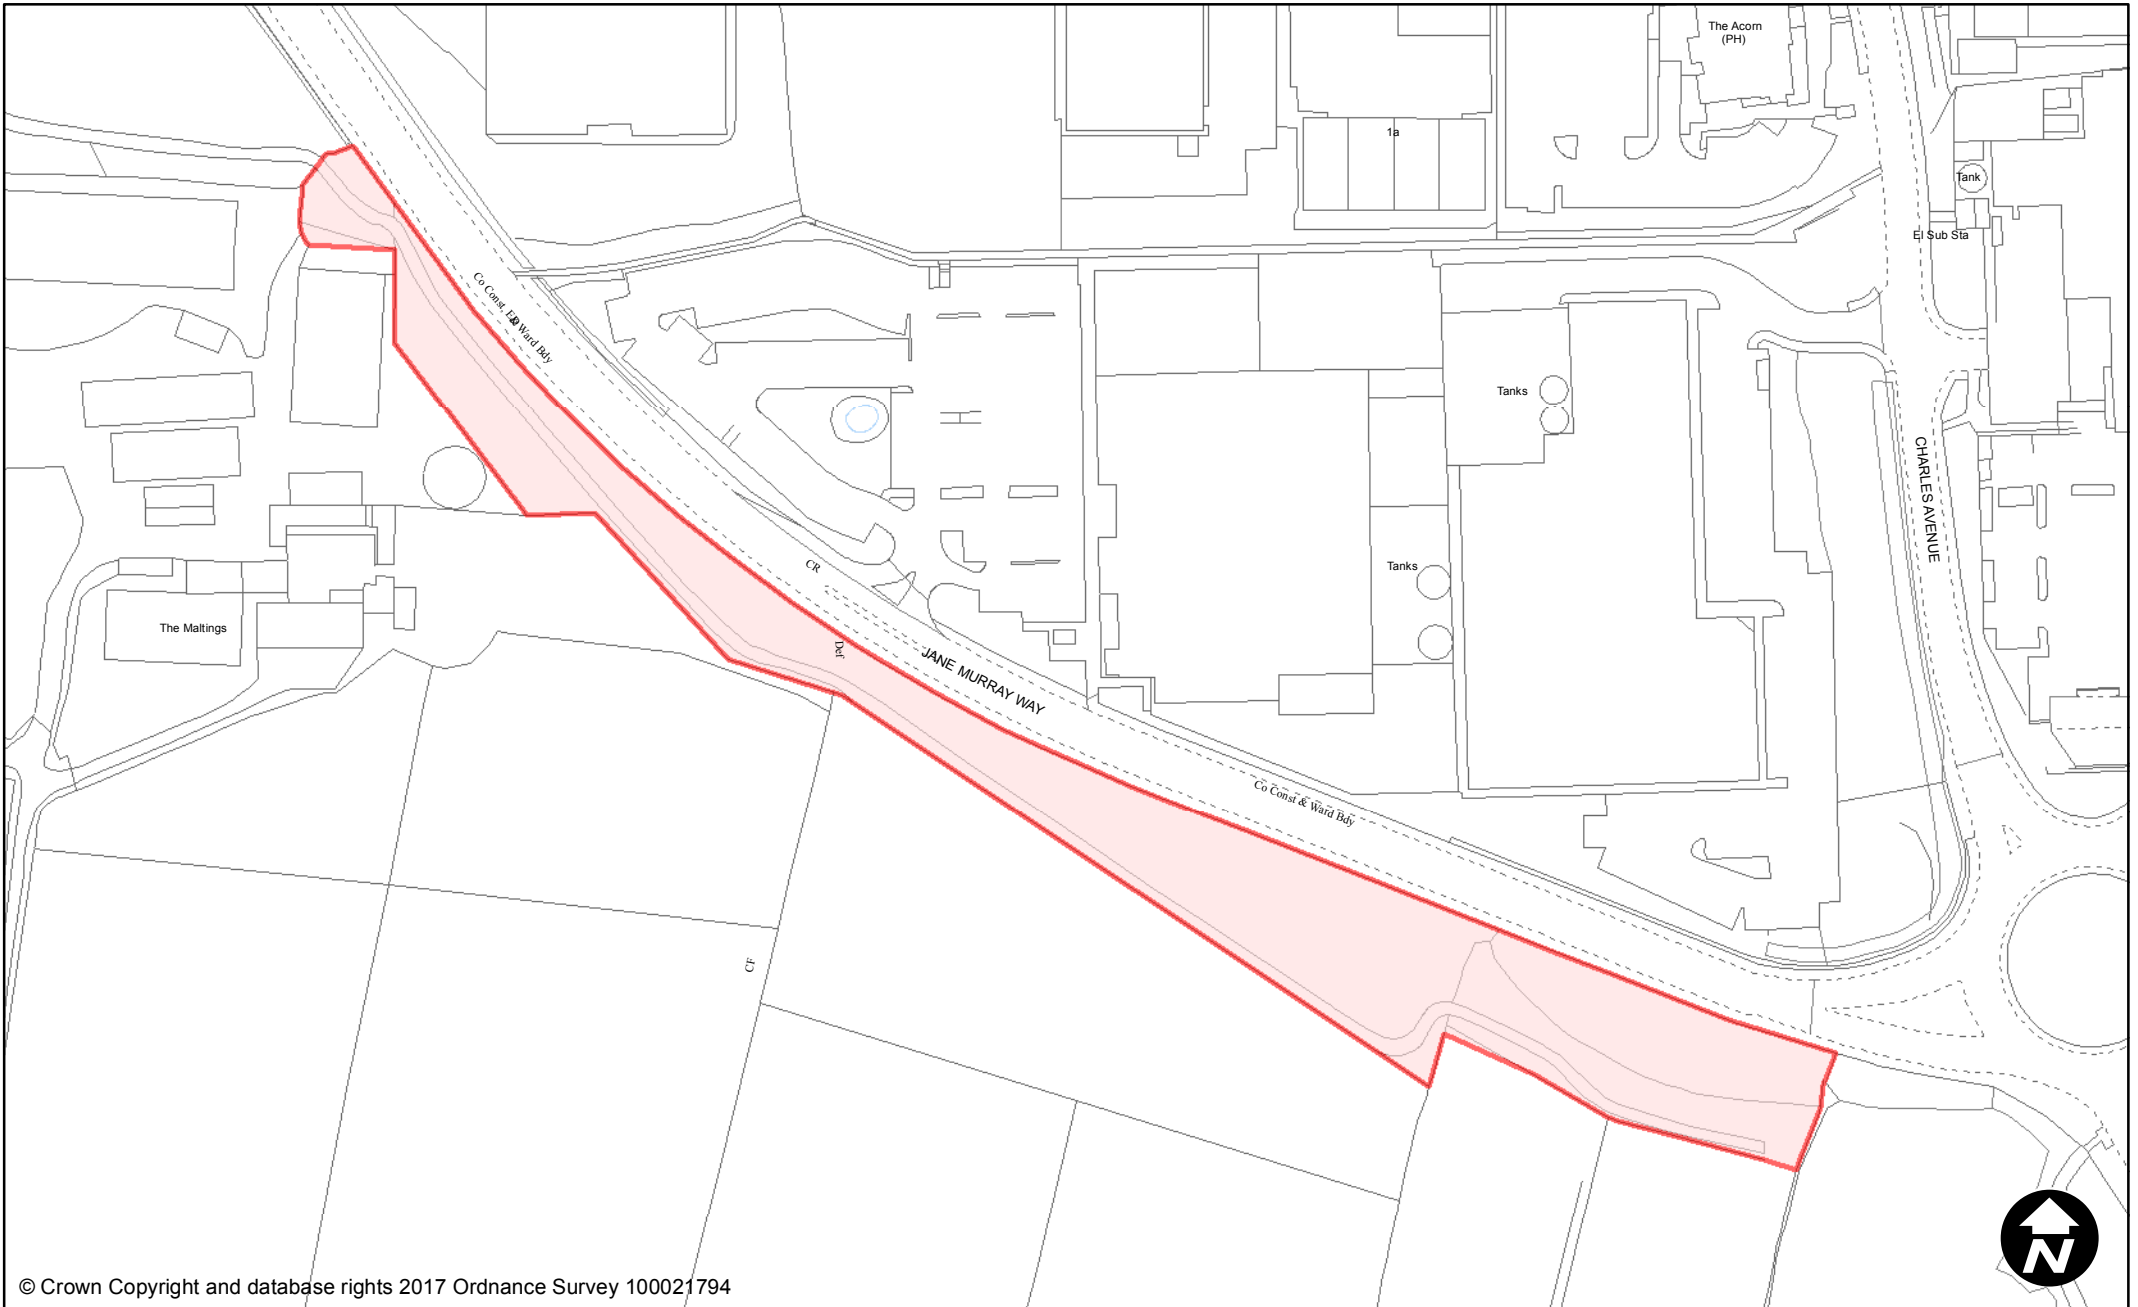 The Acorn
(PH)
1a
Tank
El Sub Sta
Co Const, ED & Ward Bdy
Tanks
CHARLES AVENUE
CR
Tanks
The Maltings
Def
JANE MURRAY WAY
Co Const & Ward Bdy
CF
N
© Crown Copyright and database rights 2017 Ordnance Survey 100021794